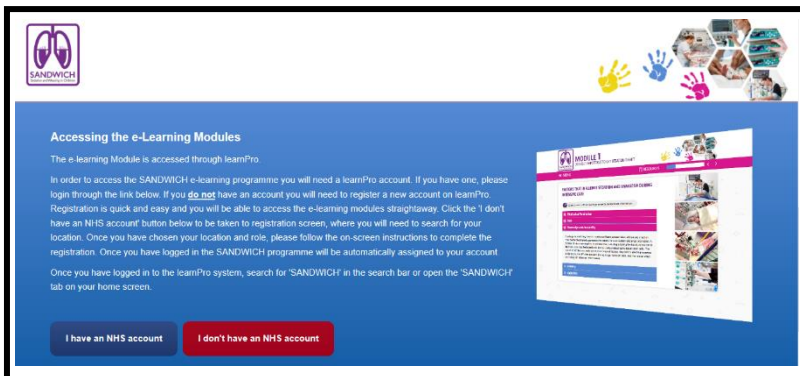 SANDWICH
Sedation and Weaning in Children
Accessing the e-Learning Modules
The e-learning Module is accessed through learnPro.
In order to access the SANDWICH e-learning programme you will need a learnPro account. If you have one, please
login through the link below. If you do not have an account you will need to register a new account on learnPro.
Registration is quick and easy and you will be able to access the e-learning modules straightaway. Click the 'I don't
have an NHS account' button below to be taken to registration screen, where you will need to search for your
location. Once you have chosen your location and role, please follow the on-screen instructions to complete the
registration. Once you have logged in the SANDWICH programme will be automatically assigned to your account
Once you have logged in to the learnPro system, search for 'SANDWICH' in the search bar or open the 'SANDWICH'
tab on your home screen.
I have an NHS account
I don't have an NHS account
MODULE 1